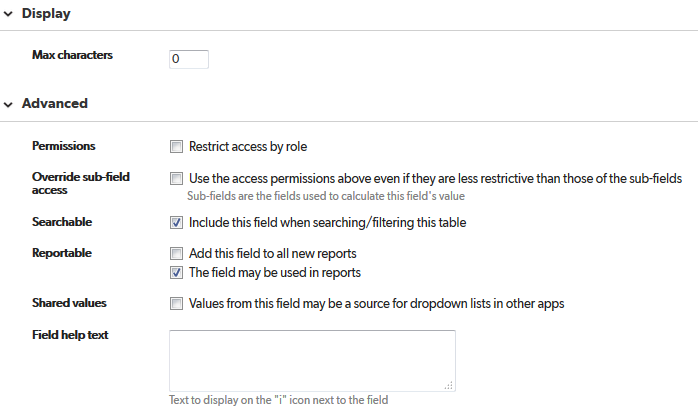 Display
Max characters
0
Advanced
Permissions
Restrict access by role
Override sub-field
access
Use the access permissions above even if they are less restrictive than those of the sub-fields
Sub-fields are the fields used to calculate this field's value
Searchable
Include this field when searching/filtering this table
Reportable
Add this field to all new reports
The field may be used in reports
Shared values
Values from this field may be a source for dropdown lists in other apps
Field help text
Text to display on the "i" icon next to the field